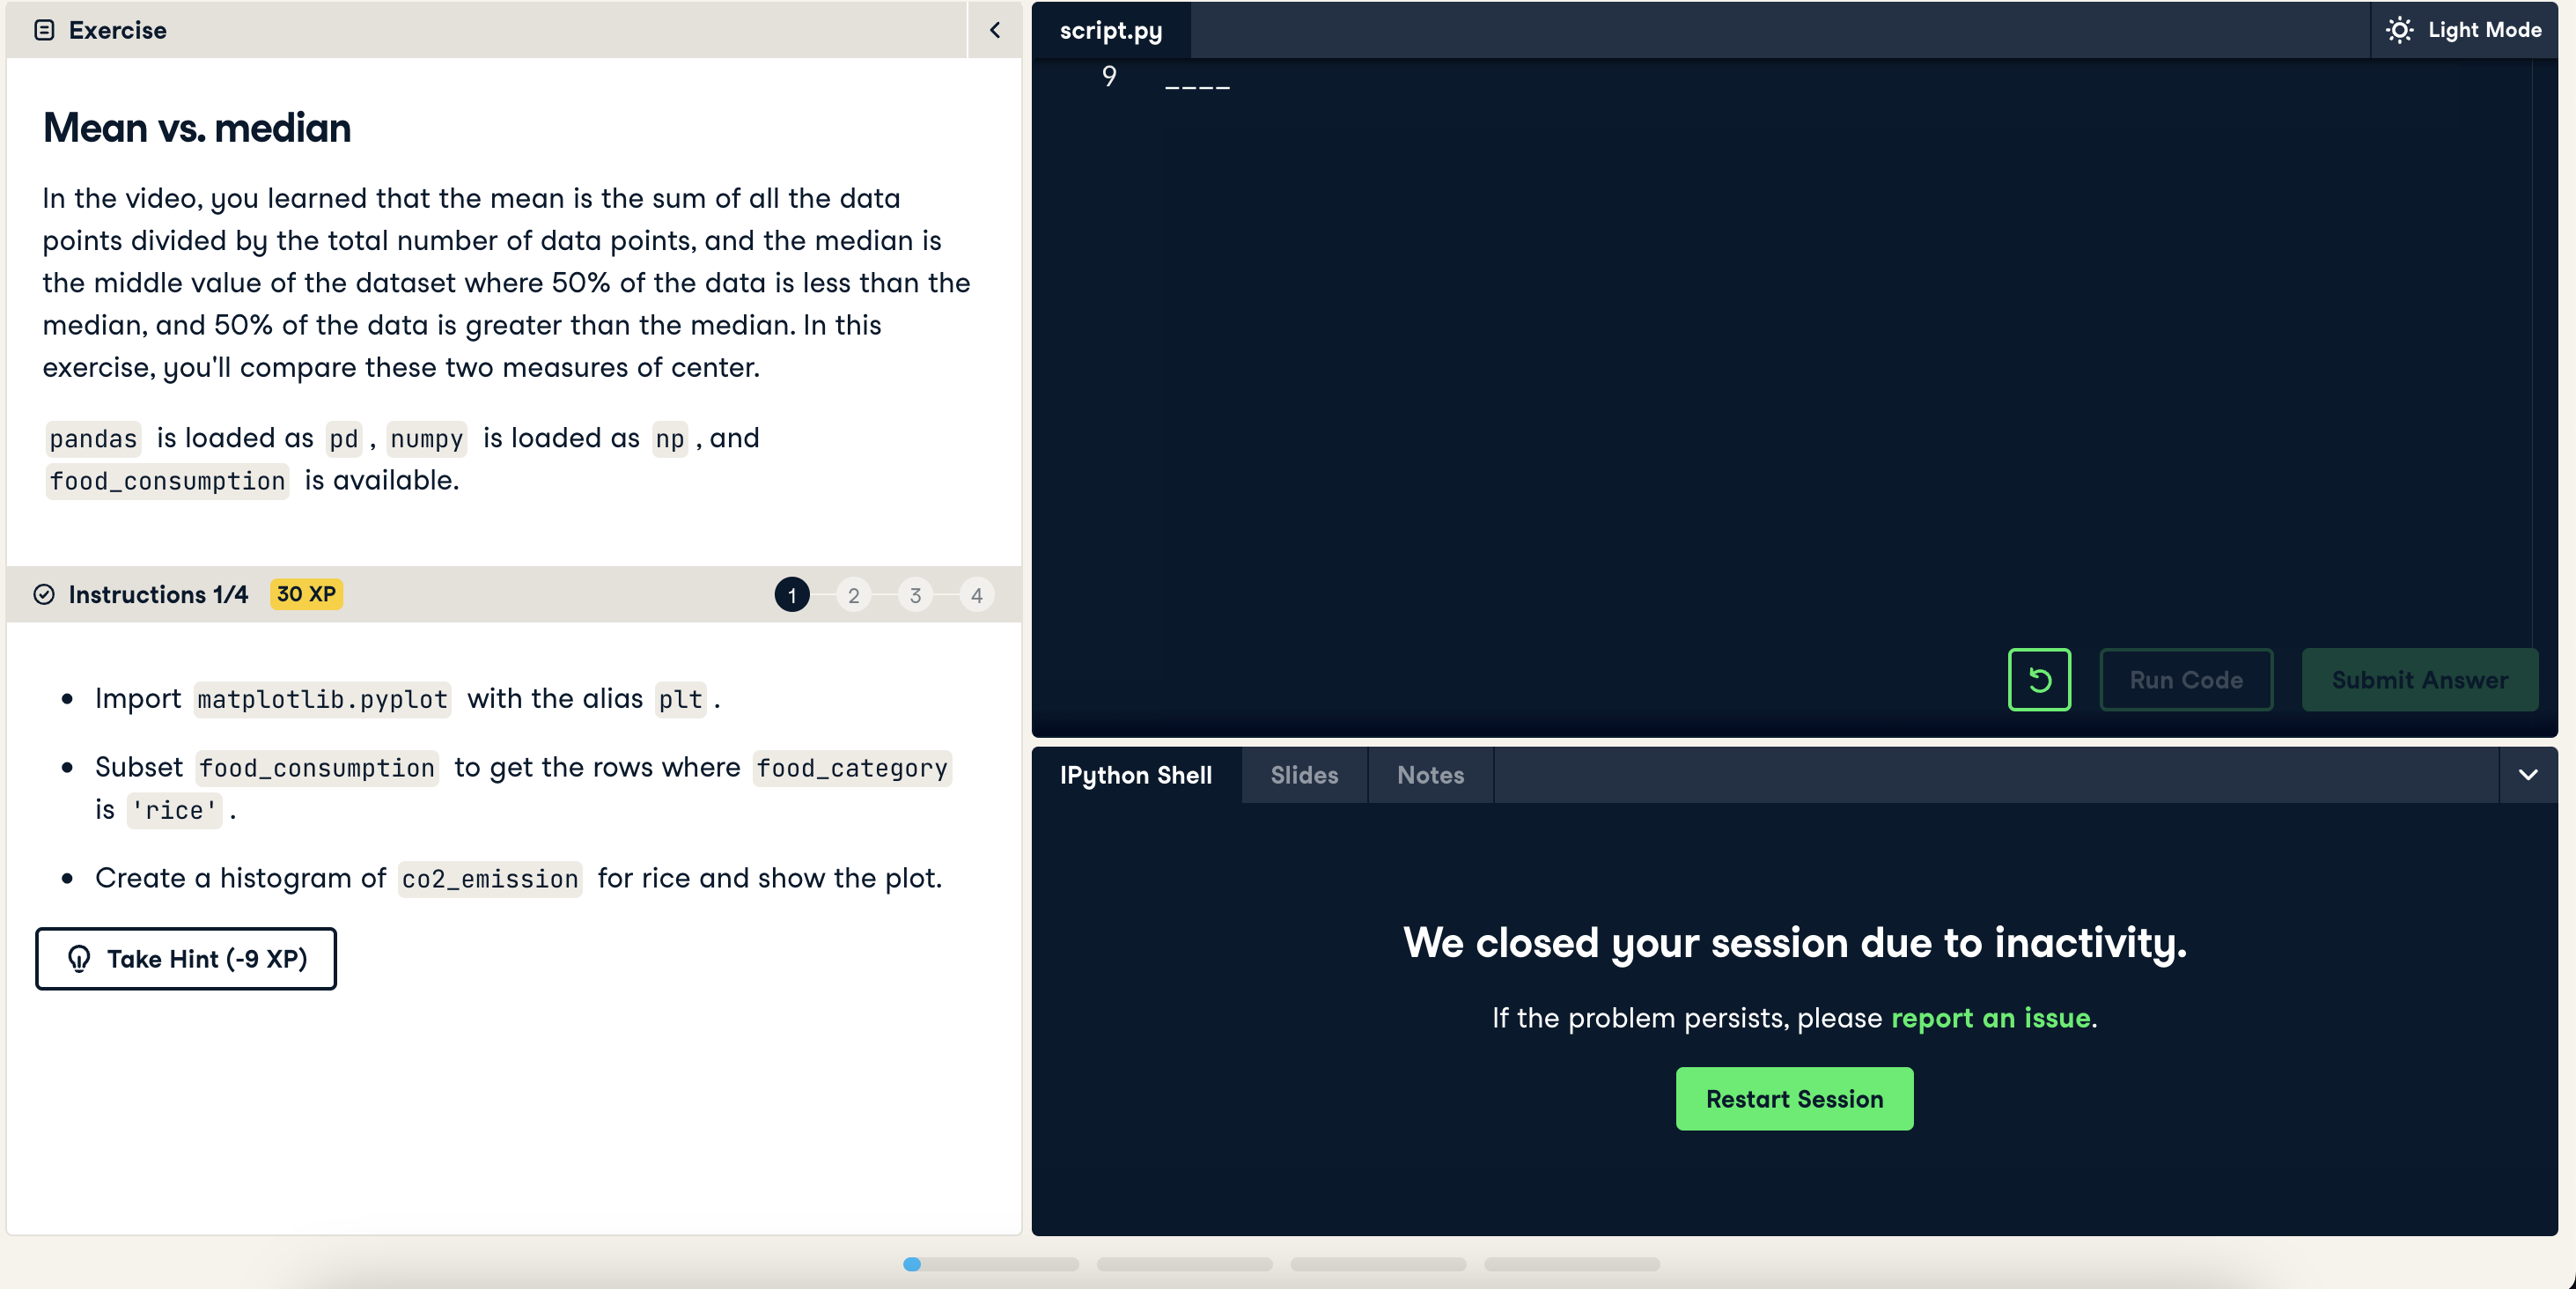 Exercise
Mean vs. median
In the video, you learned that the mean is the sum of all the data
points divided by the total number of data points, and the median is
the middle value of the dataset where 50% of the data is less than the
median, and 50% of the data is greater than the median. In this
exercise, you'll compare these two measures of center.
pandas is loaded as pd, numpy is loaded as np, and
food_consumption is available.
Instructions 1/4 30 XP 1 2 3 4
• Import matplotlib.pyplot with the alias plt.
• Subset food_consumption to get the rows where food_category
is 'rice'.
• Create a histogram of co2_emission for rice and show the plot.
Take Hint (-9 XP)
script.py
Light Mode
9 ____
Run Code
Submit Answer
IPython Shell Slides Notes
We closed your session due to inactivity.
If the problem persists, please report an issue.
Restart Session